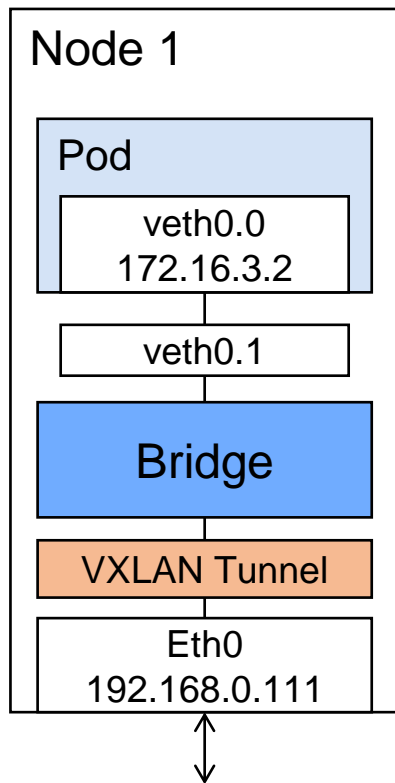 Node 1
Pod
veth0.0
172.16.3.2
veth0.1
Bridge
VXLAN Tunnel
Eth0
192.168.0.111